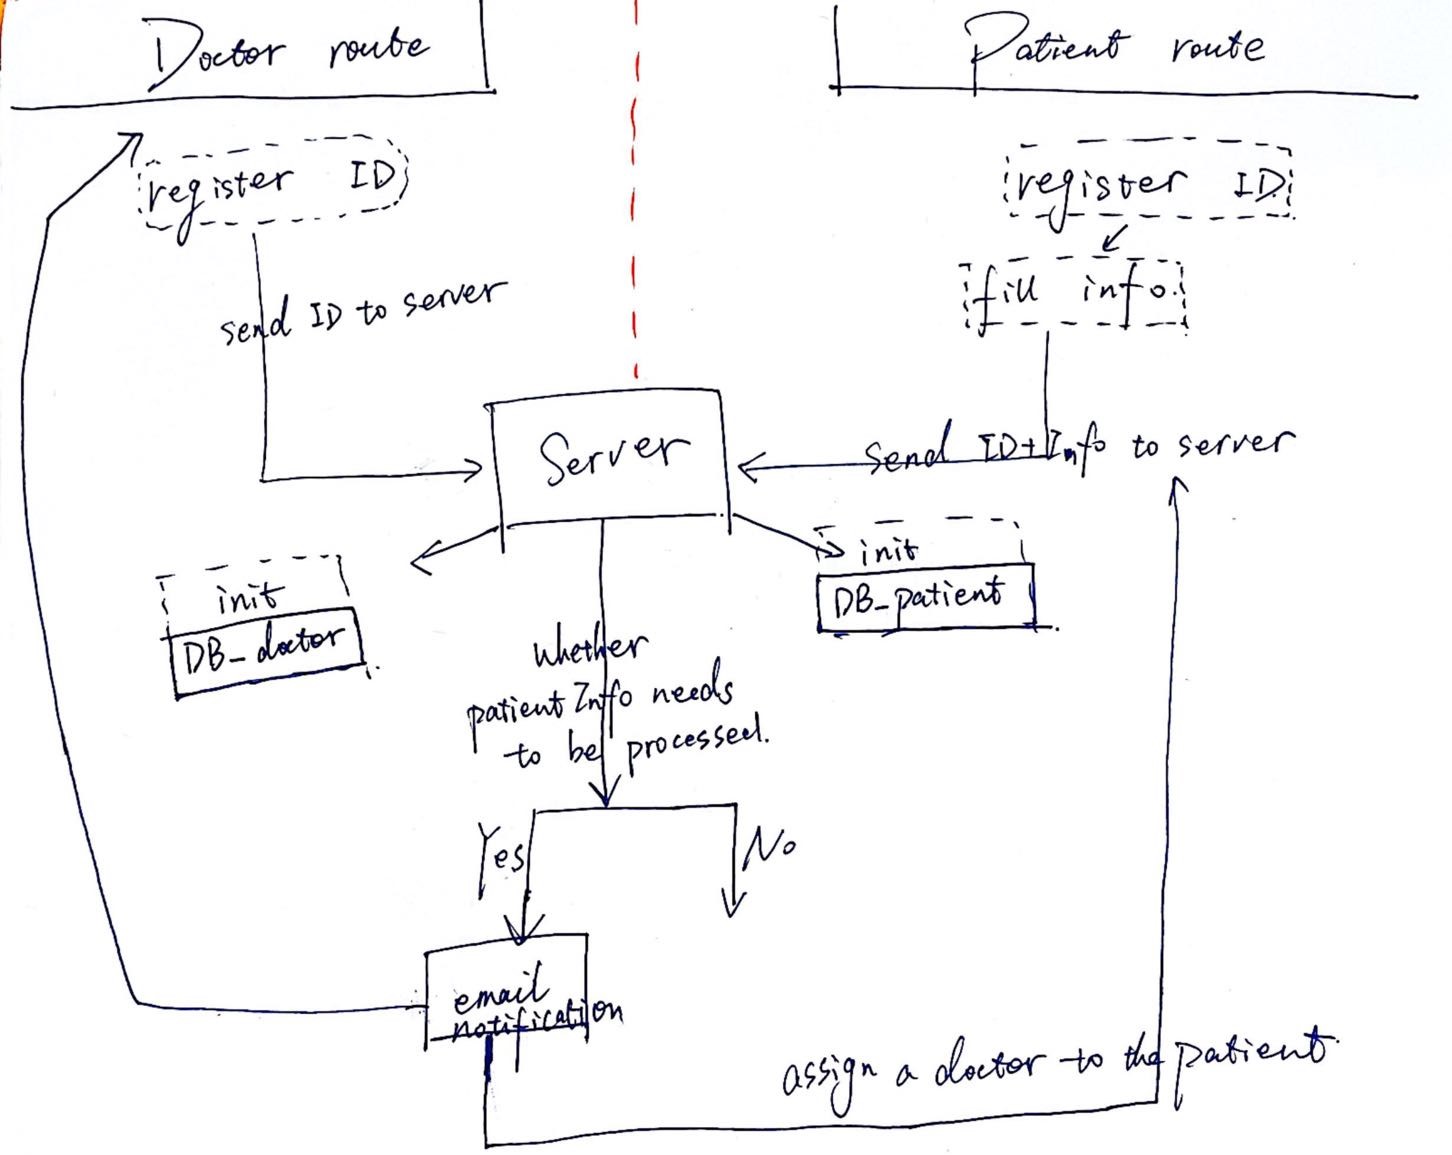 Doctor route
Patient route
register ID
register ID
fill info.
send ID to server
Server
Send ID+Info to server
init
DB_patient
init
DB_doctor
Whether
patient Info needs
to be processed.
Yes
No
email
notification
assign a doctor to the patient